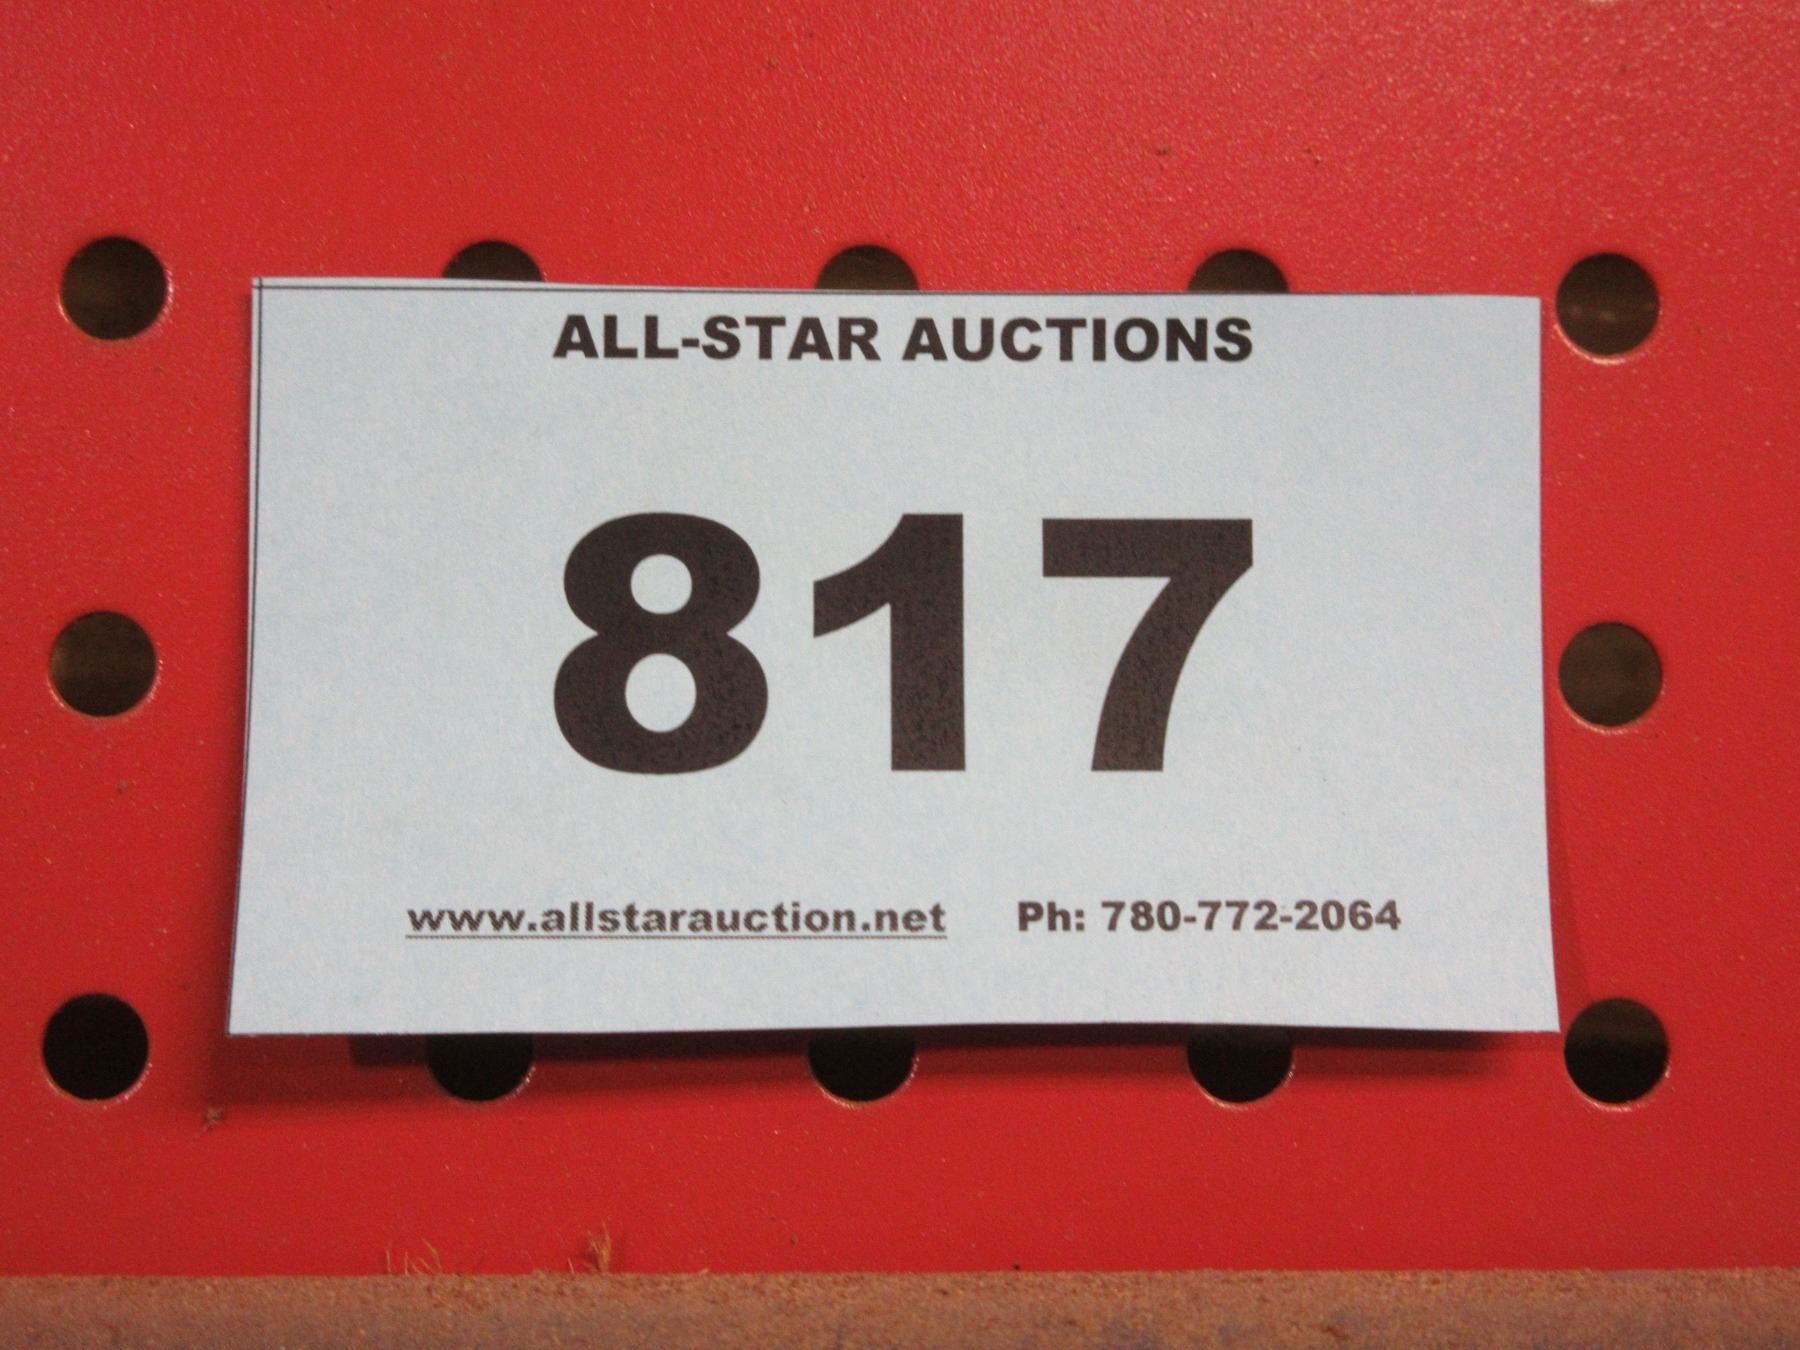 ALL-STAR AUCTIONS
817
www.allstarauction.net Ph: 780-772-2064